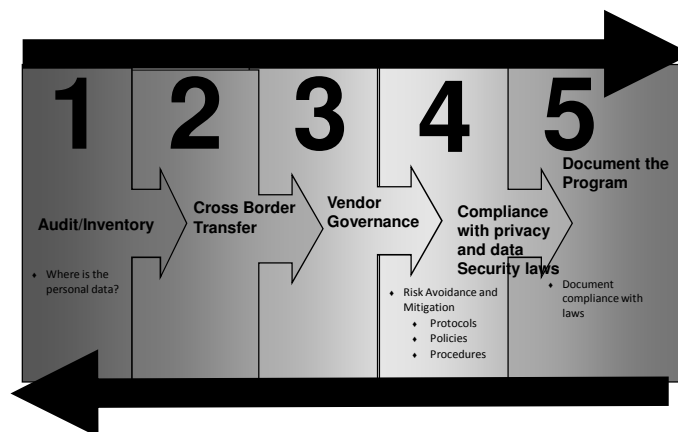 1
Audit/Inventory
♦ Where is the
personal data?
2
Cross Border
Transfer
3
Vendor
Governance
4
Compliance
with privacy
and data
Security laws
♦ Risk Avoidance and
Mitigation
♦ Protocols
♦ Policies
♦ Procedures
5
Document the
Program
♦ Document
compliance with
laws